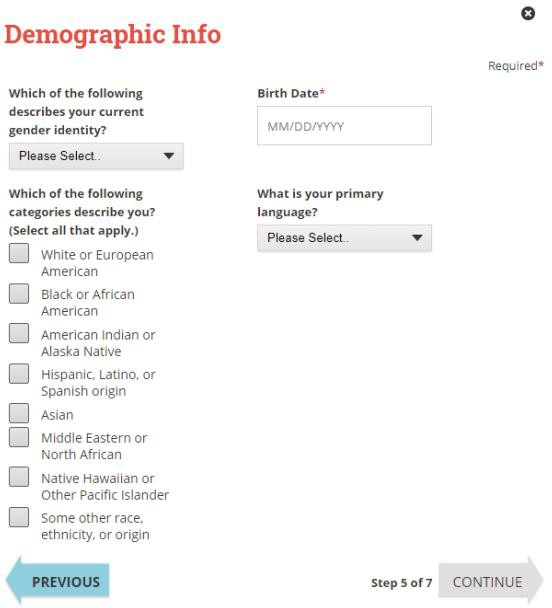 Demographic Info
Required*
Which of the following
describes your current
gender identity?
Please Select..
Birth Date*
MM/DD/YYYY
Which of the following
categories describe you?
(Select all that apply.)
White or European
American
Black or African
American
American Indian or
Alaska Native
Hispanic, Latino, or
Spanish origin
Asian
Middle Eastern or
North African
Native Hawaiian or
Other Pacific Islander
Some other race,
ethnicity, or origin
What is your primary
language?
Please Select..
PREVIOUS
Step 5 of 7
CONTINUE